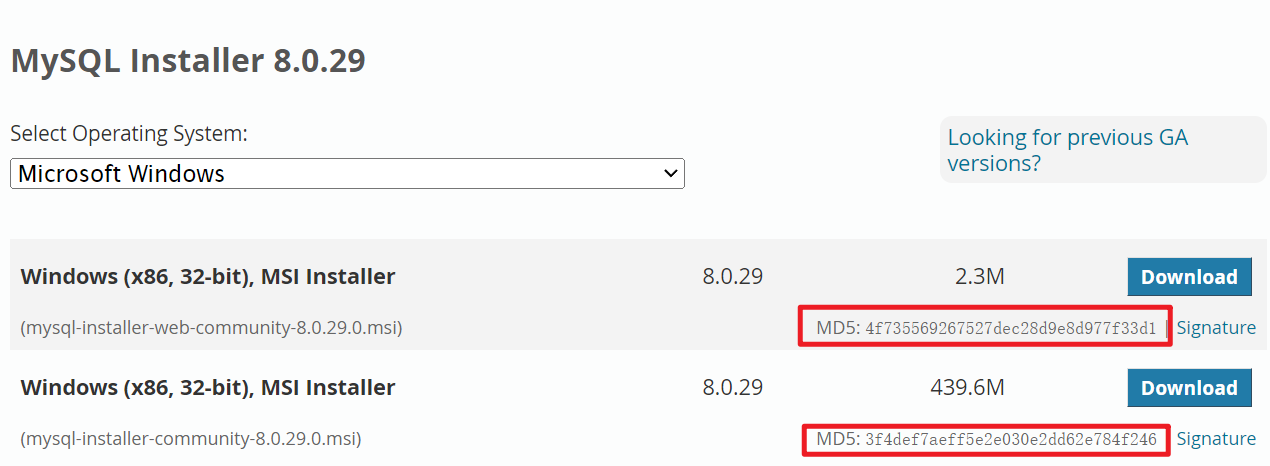 MySQL Installer 8.0.29
Select Operating System:
Looking for previous GA
versions?
Microsoft Windows
Windows (x86, 32-bit), MSI Installer 8.0.29 2.3M Download
(mysql-installer-web-community-8.0.29.0.msi) MD5: 4f735569267527dec28d9e8d977f33d1 | Signature
Windows (x86, 32-bit), MSI Installer 8.0.29 439.6M Download
(mysql-installer-community-8.0.29.0.msi) MD5: 3f4def7aeff5e2e030e2dd62e784f246 Signature